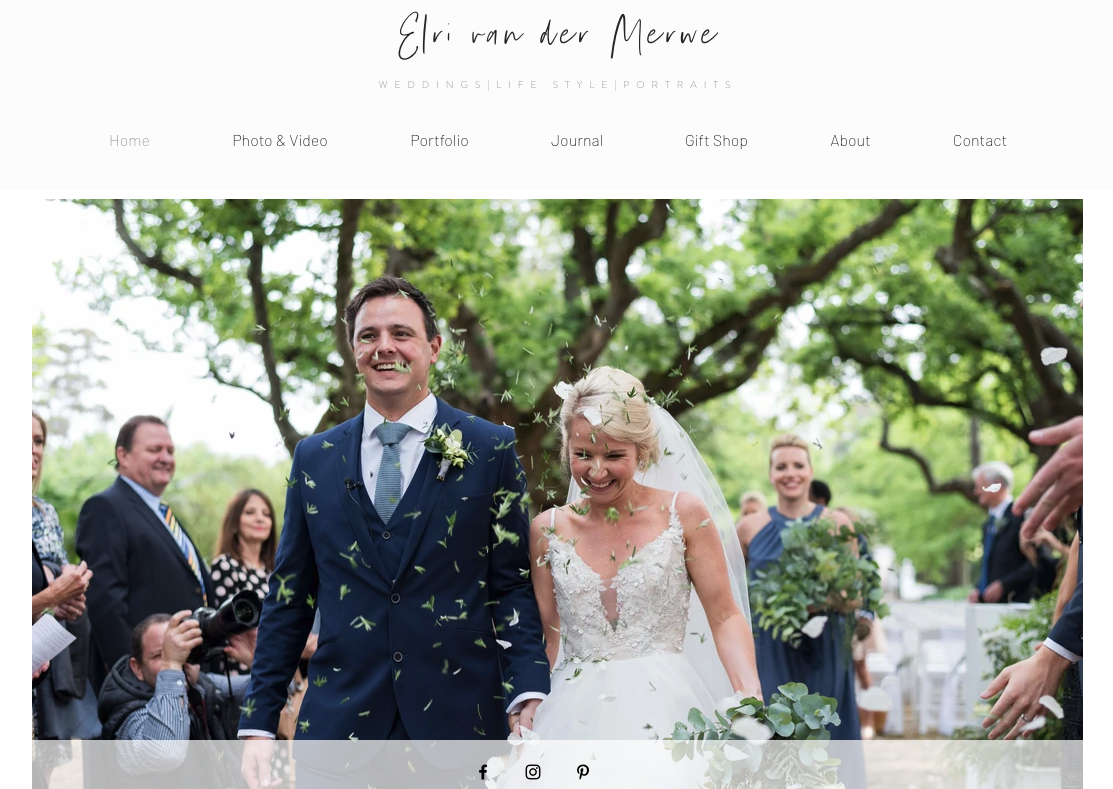 Elri van der Merwe
WEDDINGS|LIFE STYLE|PORTRAITS
Home Photo & Video Portfolio Journal Gift Shop About Contact